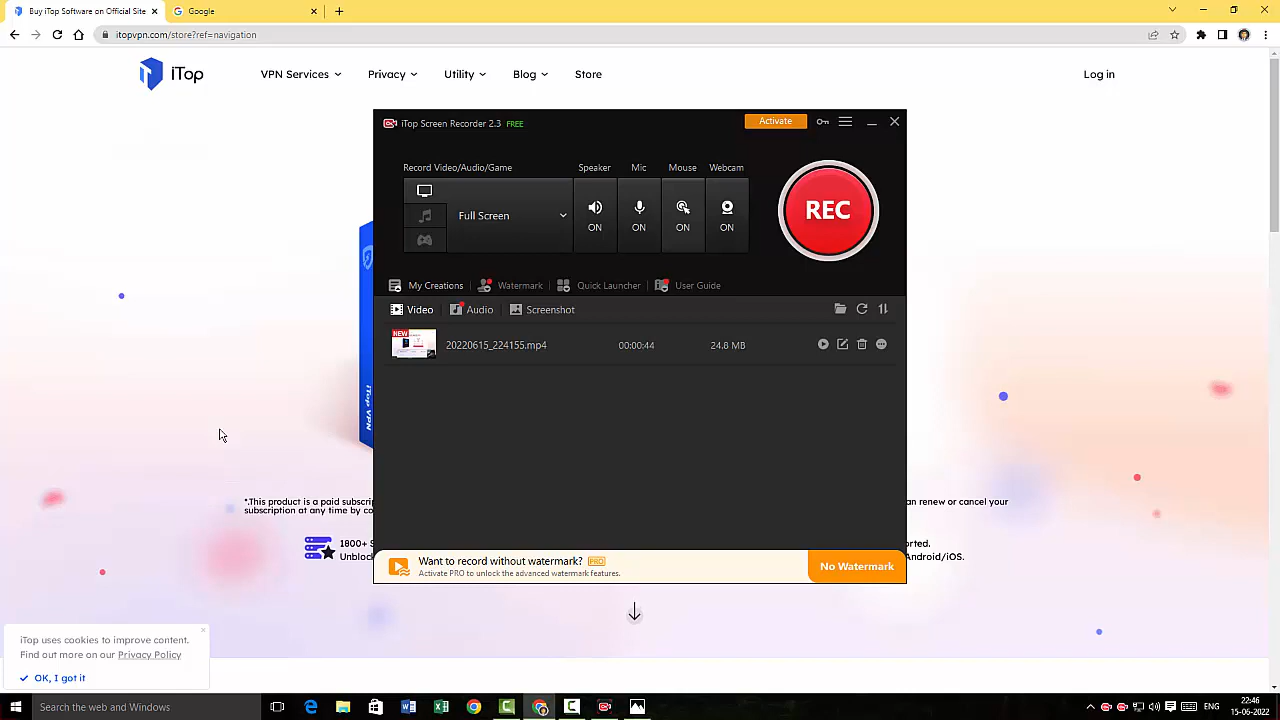 Buy iTop Software on Official Site
Google
itopvpn.com/store?ref=navigation
iTop
VPN Services
Privacy
Utility
Blog
Store
Log in
iTop Screen Recorder 2.3 FREE
Activate
Record Video/Audio/Game
Speaker
Mic
Mouse
Webcam
Full Screen
ON
ON
ON
ON
REC
My Creations
Watermark
Quick Launcher
User Guide
Video
Audio
Screenshot
NEW
20220615_224155.mp4
00:00:44
24.8 MB
iTop VPN
*.This product is a paid subscrip
an renew or cancel your
subscription at any time by co
1800+ S
rted.
Unbloc
Android/iOS.
Want to record without watermark? PRO
Activate PRO to unlock the advanced watermark features.
No Watermark
iTop uses cookies to improve content.
Find out more on our Privacy Policy
OK, I got it
Search the web and Windows
ENG
22:46
15-06-2022